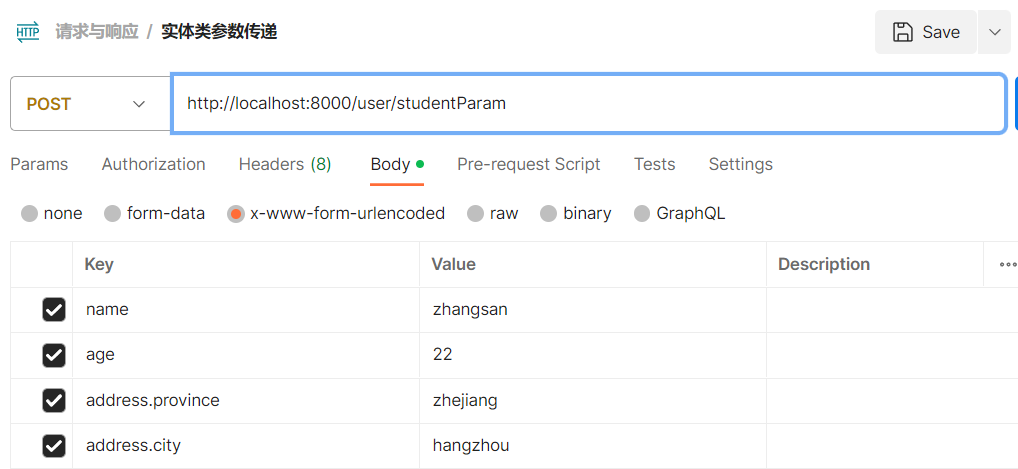 HTTP 请求与响应 / 实体类参数传递 Save
POST http://localhost:8000/user/studentParam
Params Authorization Headers (8) Body Pre-request Script Tests Settings
none form-data x-www-form-urlencoded raw binary GraphQL
Key Value Description
name zhangsan
age 22
address.province zhejiang
address.city hangzhou